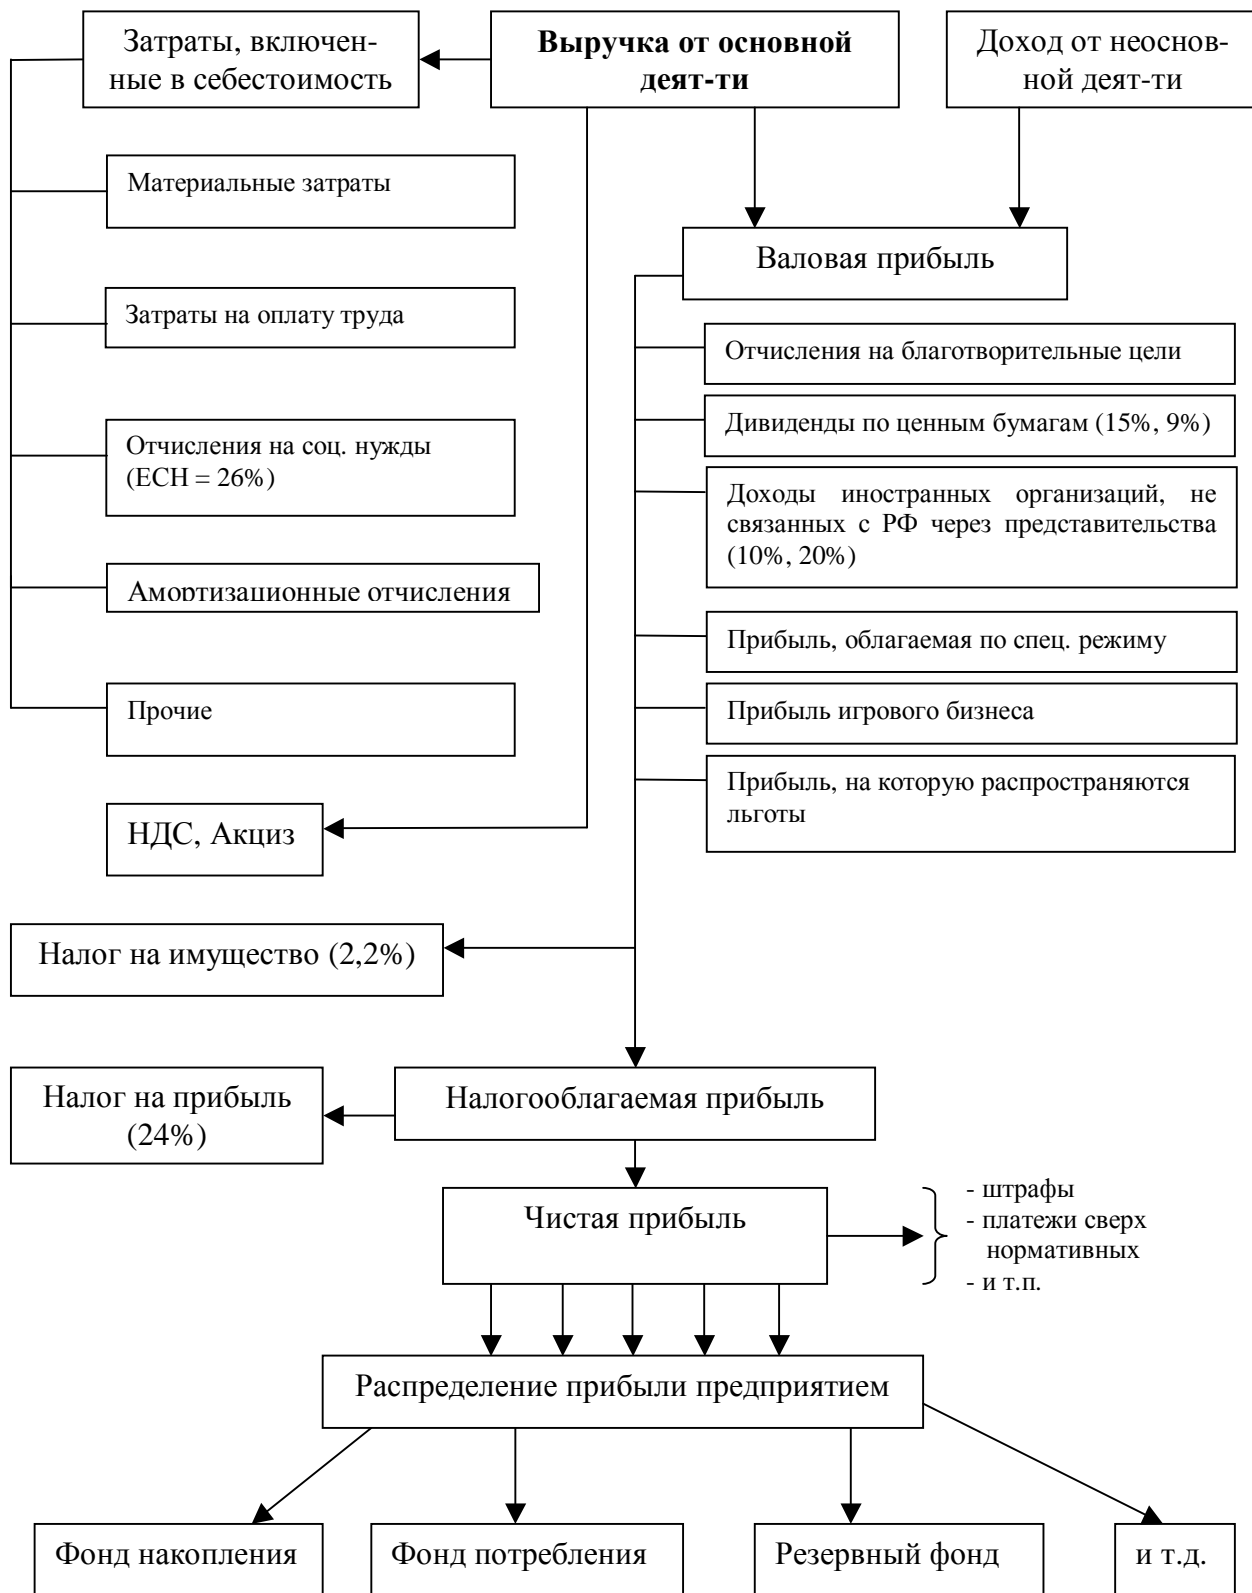 Затраты, включен-
ные в себестоимость
Выручка от основной
деят-ти
Доход от неоснов-
ной деят-ти
Материальные затраты
Затраты на оплату труда
Отчисления на соц. нужды
(ЕСН = 26%)
Амортизационные отчисления
Прочие
НДС, Акциз
Валовая прибыль
Отчисления на благотворительные цели
Дивиденды по ценным бумагам (15%, 9%)
Доходы иностранных организаций, не
связанных с РФ через представительства
(10%, 20%)
Прибыль, облагаемая по спец. режиму
Прибыль игрового бизнеса
Прибыль, на которую распространяются
льготы
Налог на имущество (2,2%)
Налог на прибыль
(24%)
Налогооблагаемая прибыль
Чистая прибыль
- штрафы
- платежи сверх
нормативных
- и т.п.
Распределение прибыли предприятием
Фонд накопления
Фонд потребления
Резервный фонд
и т.д.